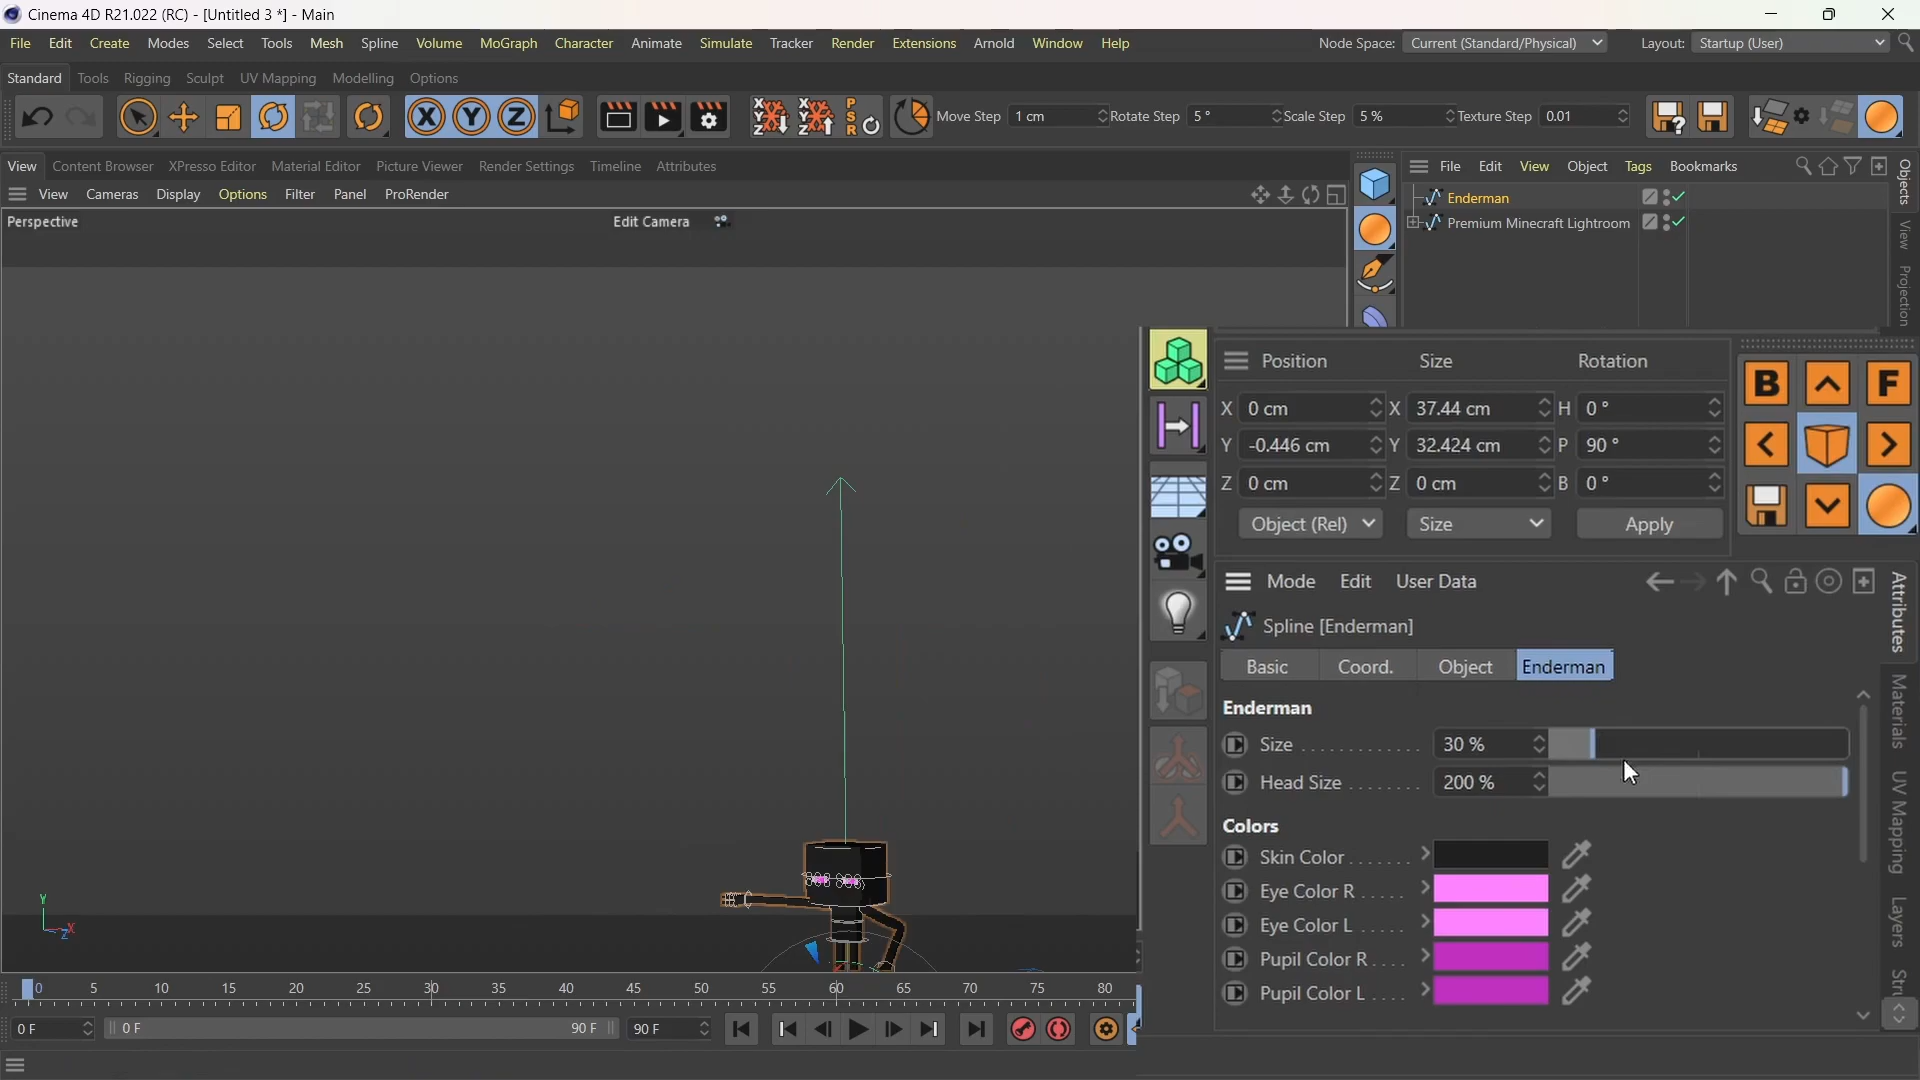 Cinema 4D R21.022 (RC) - [Untitled 3 *] - Main
File Edit Create Modes Select Tools Mesh Spline Volume MoGraph Character Animate Simulate Tracker Render Extensions Arnold Window Help
Node Space: Current (Standard/Physical) Layout: Startup (User)
Standard Tools Rigging Sculpt UV Mapping Modelling Options
X Y Z
Move Step 1 cm Rotate Step 5 ° Scale Step 5 % Texture Step 0.01
View Content Browser XPresso Editor Material Editor Picture Viewer Render Settings Timeline Attributes
View Cameras Display Options Filter Panel ProRender
Perspective Edit Camera
File Edit View Object Tags Bookmarks
Enderman
Premium Minecraft Lightroom
Objects
View
Projection
Position Size Rotation
X 0 cm X 37.44 cm H 0 °
Y -0.446 cm Y 32.424 cm P 90 °
Z 0 cm Z 0 cm B 0 °
Object (Rel) Size Apply
B F
Mode Edit User Data
Spline [Enderman]
Basic Coord. Object Enderman
Enderman
Size 30 %
Head Size 200 %
Colors
Skin Color
Eye Color R
Eye Color L
Pupil Color R
Pupil Color L
Attributes
Materials
UV Mapping
Layers
Y
X
Z
0 5 10 15 20 25 30 35 40 45 50 55 60 65 70 75 80
0 F 0 F 90 F 90 F